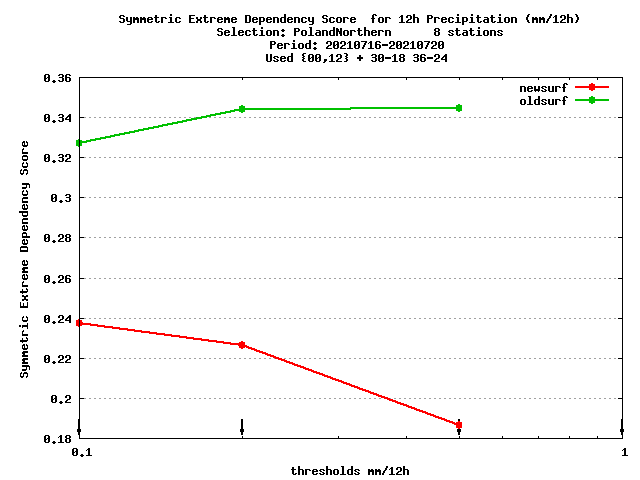 Symmetric Extreme Dependency Score  for 12h Precipitation (mm/12h)
Selection: PolandNorthern      8 stations
Period: 20210716-20210720
Used {00,12} + 30-18 36-24
newsurf
oldsurf
Symmetric Extreme Dependency Score
0.36
0.34
0.32
0.3
0.28
0.26
0.24
0.22
0.2
0.18
0.1
1
thresholds mm/12h